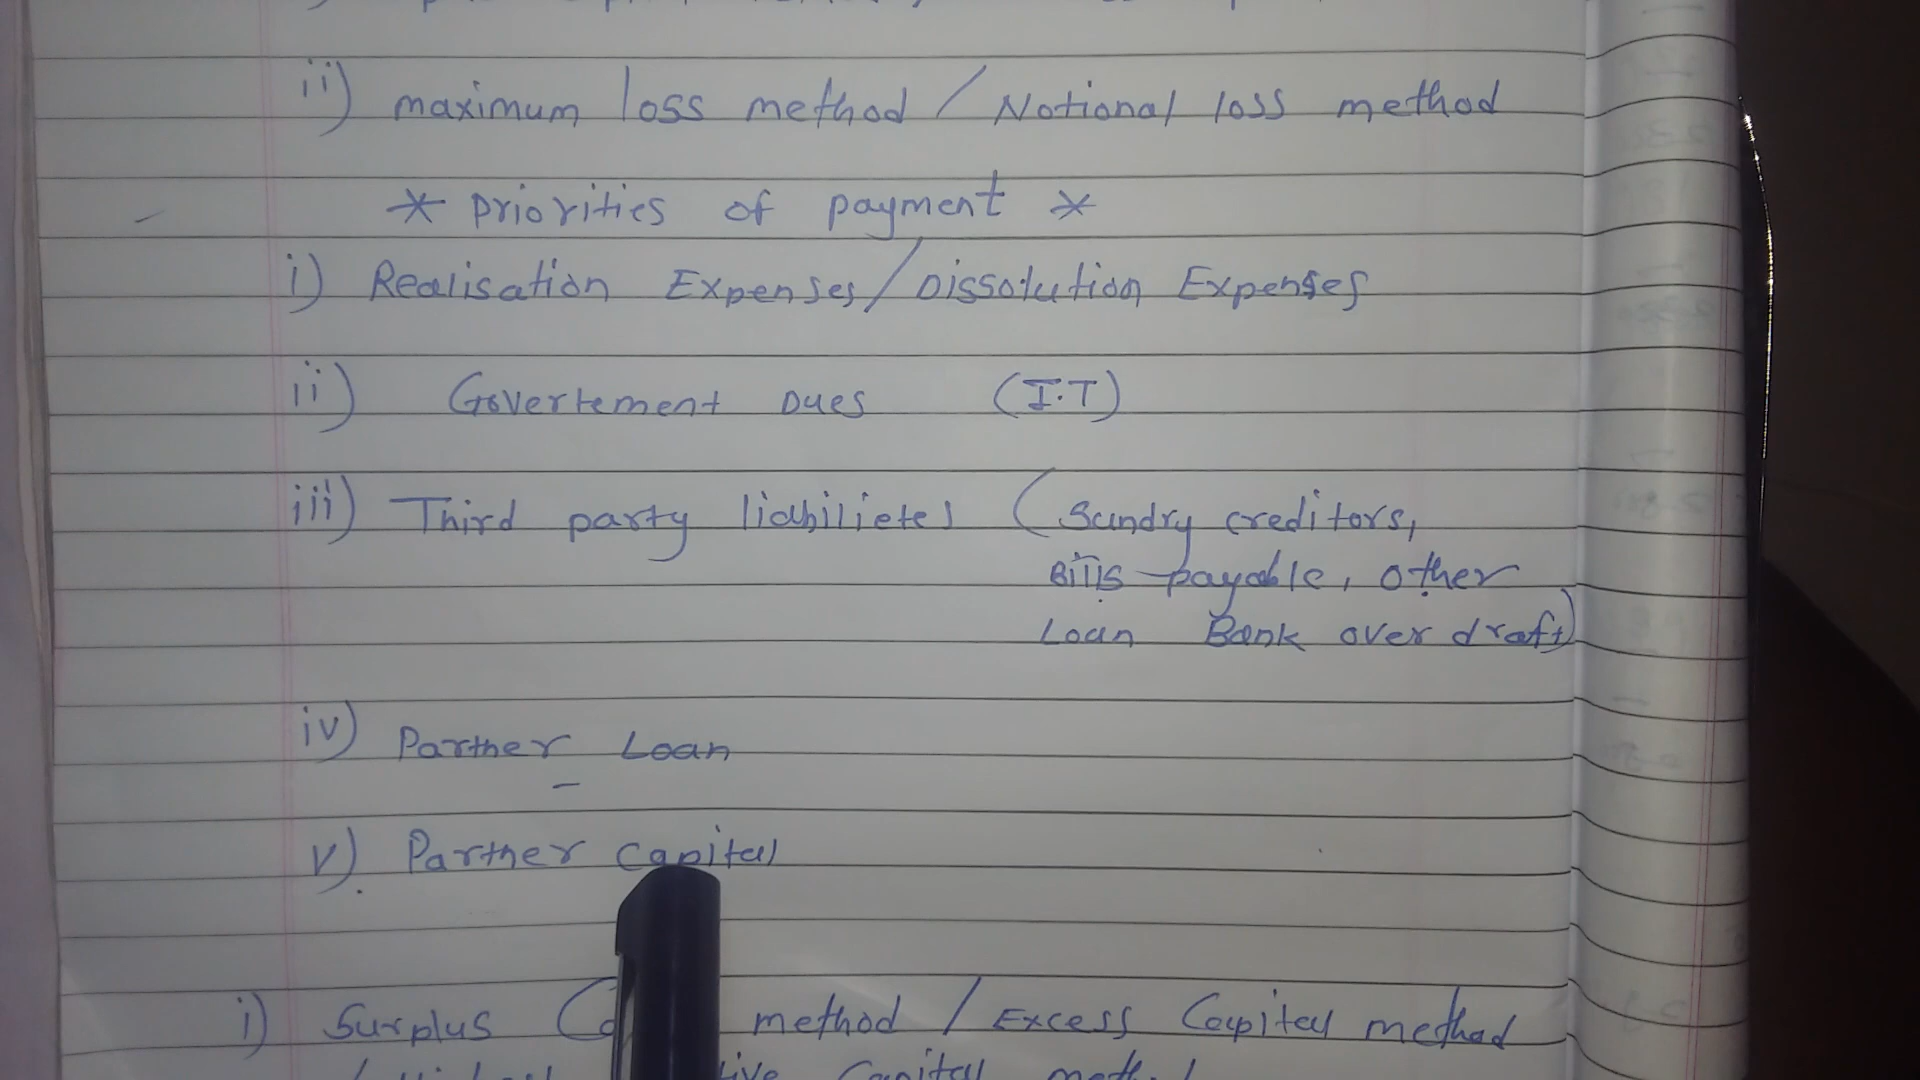 ii) maximum loss method / Notional loss method
* priorities of payment *
i) Realisation Expenses / Dissolution Expenses
ii) Govertement Dues (I.T)
iii) Third party liabilietes (Sundry creditors,
Bills payable, other
Loan Bank over draft)
iv) Partner Loan
v) Partner Capital
i) Surplus method / Excess Capital method
Capital